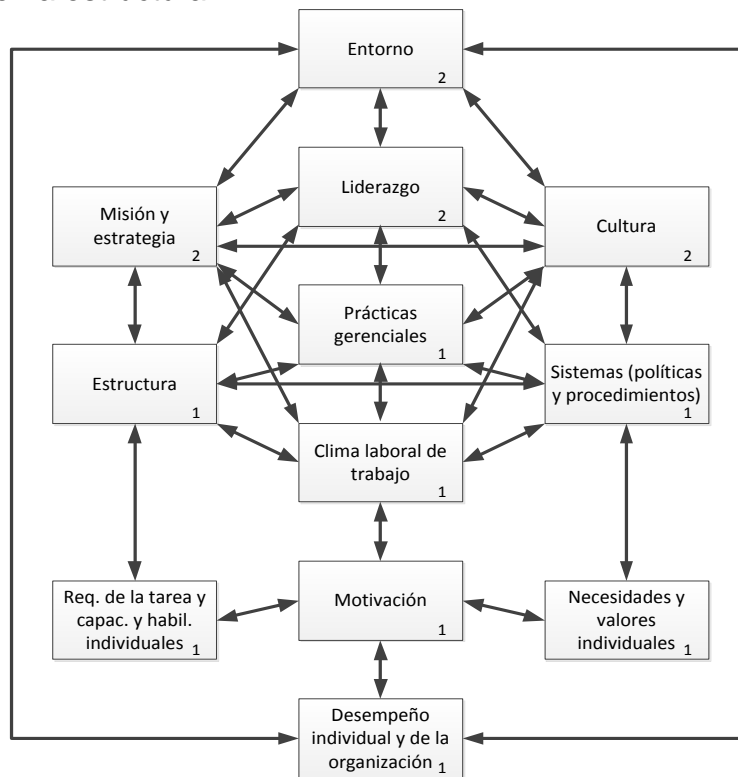 Entorno
2
Liderazgo
2
Misión y
estrategia
2
Cultura
2
Prácticas
gerenciales
1
Estructura
1
Sistemas (políticas
y procedimientos)
1
Clima laboral de
trabajo
1
Req. de la tarea y
capac. y habil.
individuales 1
Motivación
1
Necesidades y
valores
individuales 1
Desempeño
individual y de la
organización 1